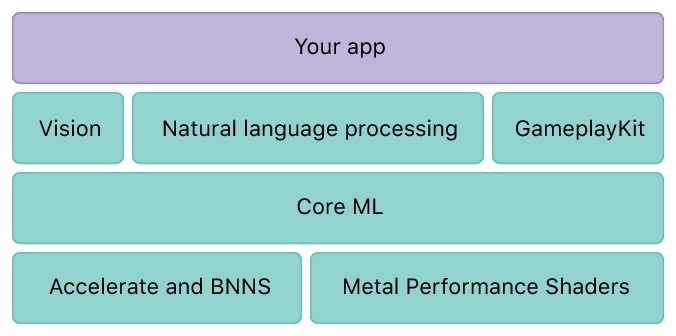 Your app
Vision
Natural language processing
GameplayKit
Core ML
Accelerate and BNNS
Metal Performance Shaders